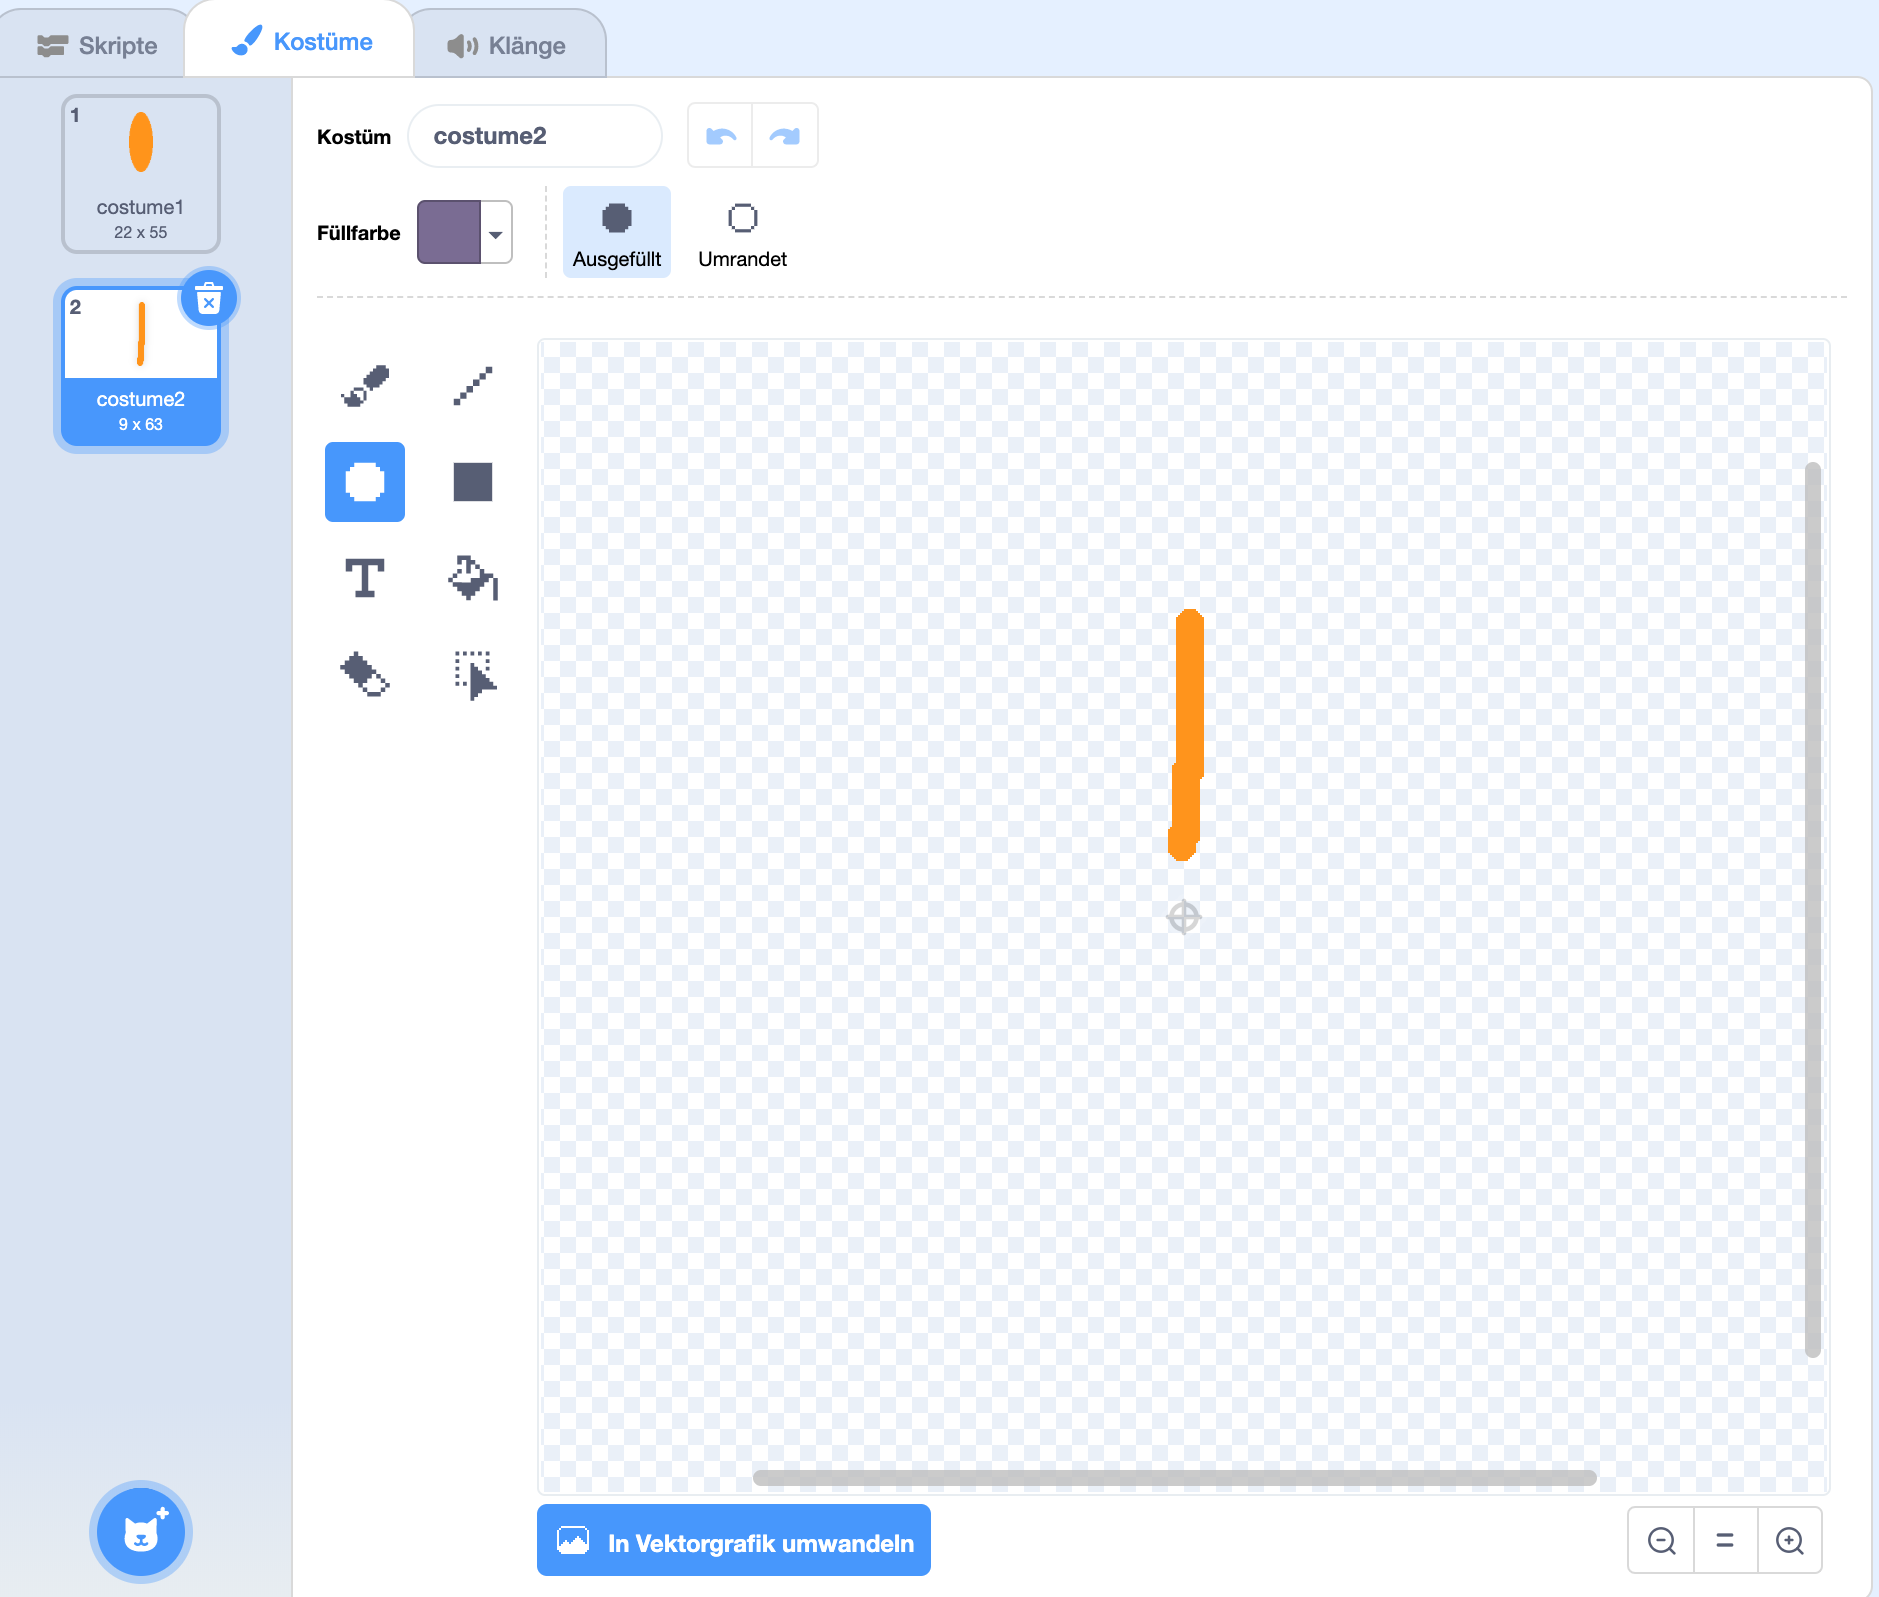 Skripte
Kostüme
Klänge
1
costume1
22 x 55
2
costume2
9 x 63
Kostüm
costume2
Füllfarbe
Ausgefüllt
Umrandet
T
In Vektorgrafik umwandeln